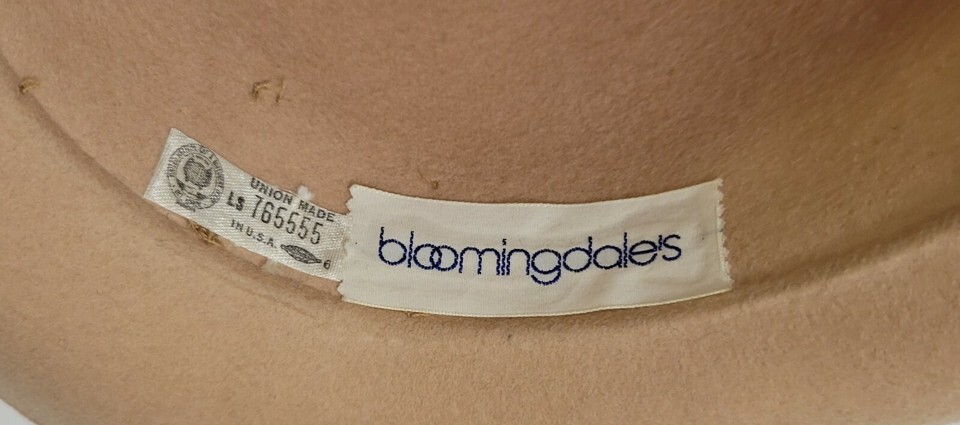 UNION MADE
LS 765555
IN U.S.A.
6
bloomingdale's